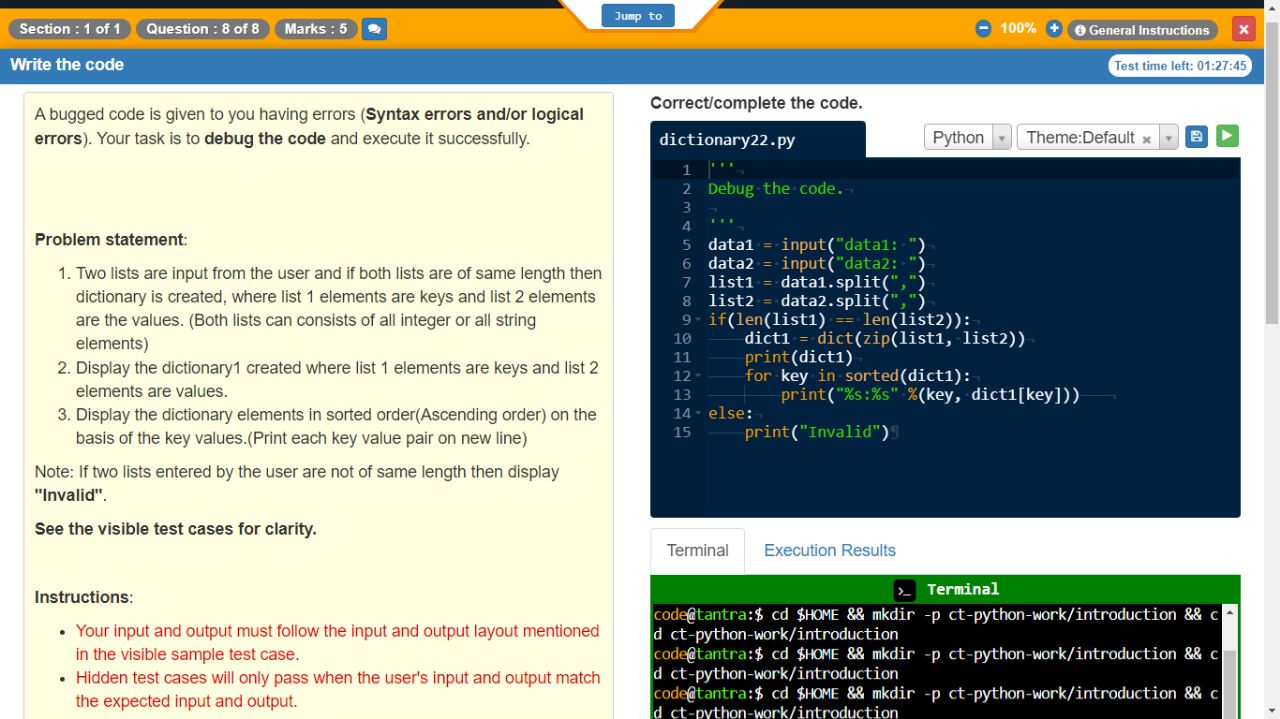 Jump to
Section : 1 of 1 Question : 8 of 8 Marks : 5 100% General Instructions
Write the code Test time left: 01:27:45
A bugged code is given to you having errors (Syntax errors and/or logical
errors). Your task is to debug the code and execute it successfully.
Problem statement:
1. Two lists are input from the user and if both lists are of same length then
dictionary is created, where list 1 elements are keys and list 2 elements
are the values. (Both lists can consists of all integer or all string
elements)
2. Display the dictionary1 created where list 1 elements are keys and list 2
elements are values.
3. Display the dictionary elements in sorted order(Ascending order) on the
basis of the key values.(Print each key value pair on new line)
Note: If two lists entered by the user are not of same length then display
"Invalid".
See the visible test cases for clarity.
Instructions:
• Your input and output must follow the input and output layout mentioned
in the visible sample test case.
• Hidden test cases will only pass when the user's input and output match
the expected input and output.
Correct/complete the code.
dictionary22.py Python Theme:Default
1 '''
2 Debug the code.
3
4 '''
5 data1 = input("data1: ")
6 data2 = input("data2: ")
7 list1 = data1.split(",")
8 list2 = data2.split(",")
9 if(len(list1) == len(list2)):
10 dict1 = dict(zip(list1, list2))
11 print(dict1)
12 for key in sorted(dict1):
13 print("%s:%s" %(key, dict1[key]))
14 else:
15 print("Invalid")
Terminal Execution Results
Terminal
code@tantra:$ cd $HOME && mkdir -p ct-python-work/introduction && c
d ct-python-work/introduction
code@tantra:$ cd $HOME && mkdir -p ct-python-work/introduction && c
d ct-python-work/introduction
code@tantra:$ cd $HOME && mkdir -p ct-python-work/introduction && c
d ct-python-work/introduction